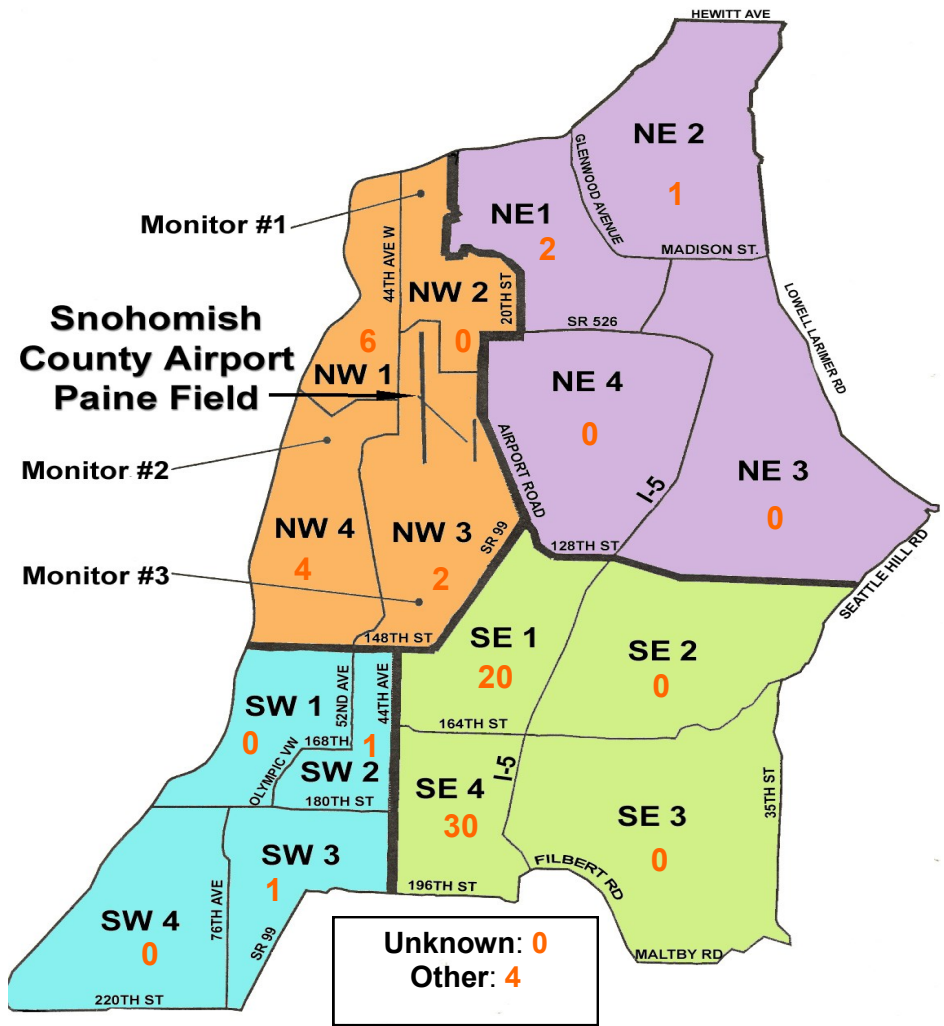 HEWITT AVE
NE 2
1
GLENWOOD AVENUE
MADISON ST.
NE1
2
Monitor #1
44TH AVE W
NW 2
0
20TH ST
SR 526
LOWELL LARIMER RD
Snohomish
County Airport
Paine Field
6
NW 1
NE 4
0
AIRPORT ROAD
I-5
NE 3
0
Monitor #2
NW 4
4
NW 3
2
SR 99
128TH ST
SEATTLE HILL RD
Monitor #3
148TH ST
SE 1
20
SE 2
0
SW 1
0
52ND AVE
44TH AVE
OLYMPIC VW
168TH
1
SW 2
180TH ST
164TH ST
I-5
SE 4
30
SE 3
0
35TH ST
SW 3
1
196TH ST
FILBERT RD
MALTBY RD
SW 4
0
76TH AVE
SR 99
220TH ST
Unknown: 0
Other: 4